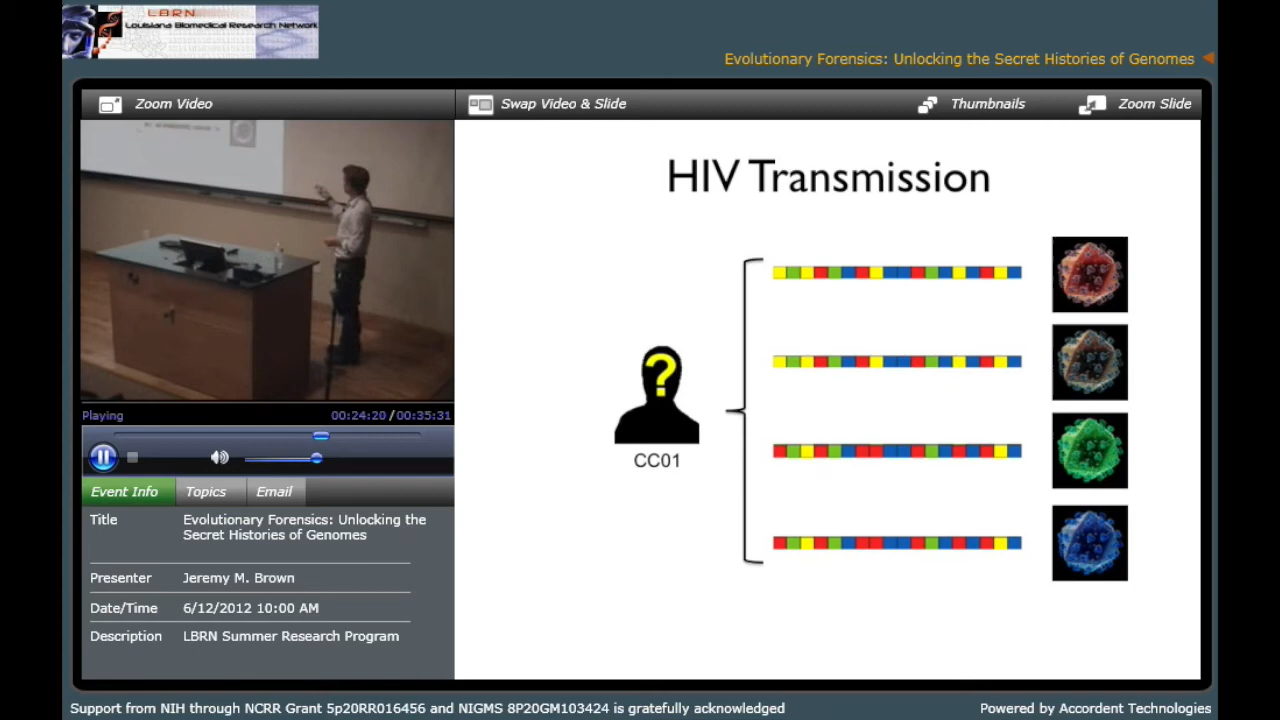 LBRN
Louisiana Biomedical Research Network
Evolutionary Forensics: Unlocking the Secret Histories of Genomes
Zoom Video
Swap Video & Slide
Thumbnails
Zoom Slide
HIV Transmission
?
CC01
Playing
00:24:20 / 00:35:31
Event Info
Topics
Email
Title
Evolutionary Forensics: Unlocking the
Secret Histories of Genomes
Presenter
Jeremy M. Brown
Date/Time
6/12/2012 10:00 AM
Description
LBRN Summer Research Program
Support from NIH through NCRR Grant 5p20RR016456 and NIGMS 8P20GM103424 is gratefully acknowledged
Powered by Accordent Technologies